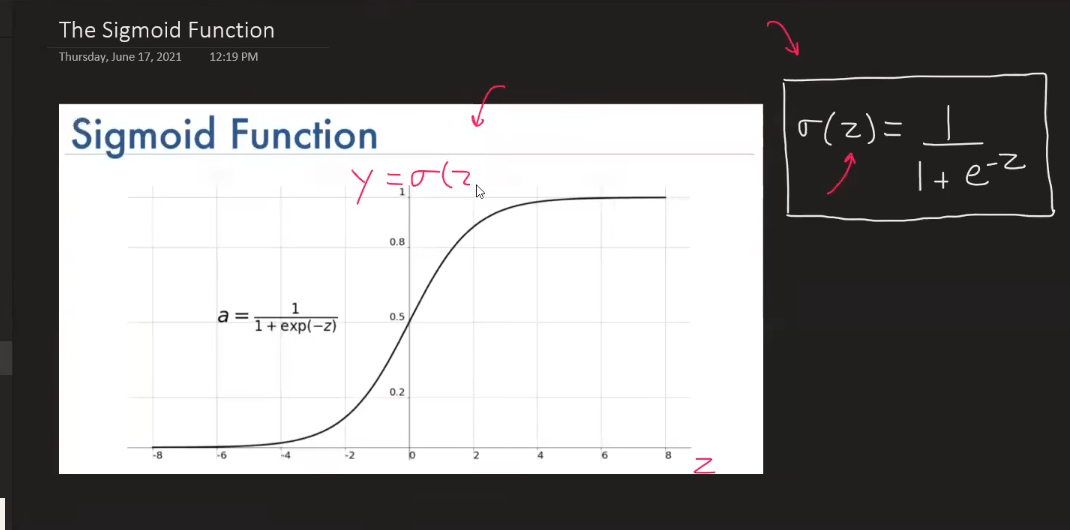 The Sigmoid Function
Thursday, June 17, 2021 12:19 PM
Sigmoid Function
y = σ(z
σ(z) = 1 / (1 + e^-z)
a = 1 / (1 + exp(−z))
1
0.8
0.5
0.2
-8 -6 -4 -2 0 2 4 6 8
z